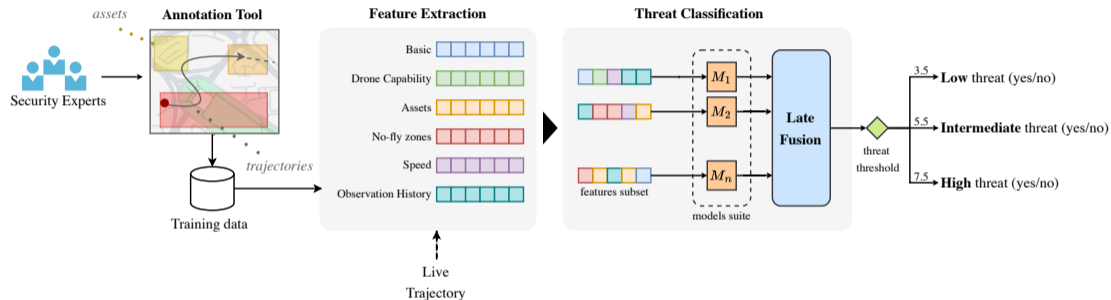 assets
Annotation Tool
Feature Extraction
Threat Classification
Security Experts
trajectories
Training data
Basic
Drone Capability
Assets
No-fly zones
Speed
Observation History
Live
Trajectory
features subset
M1
M2
Mn
models suite
Late
Fusion
threat
threshold
3.5
Low threat (yes/no)
5.5
Intermediate threat (yes/no)
7.5
High threat (yes/no)